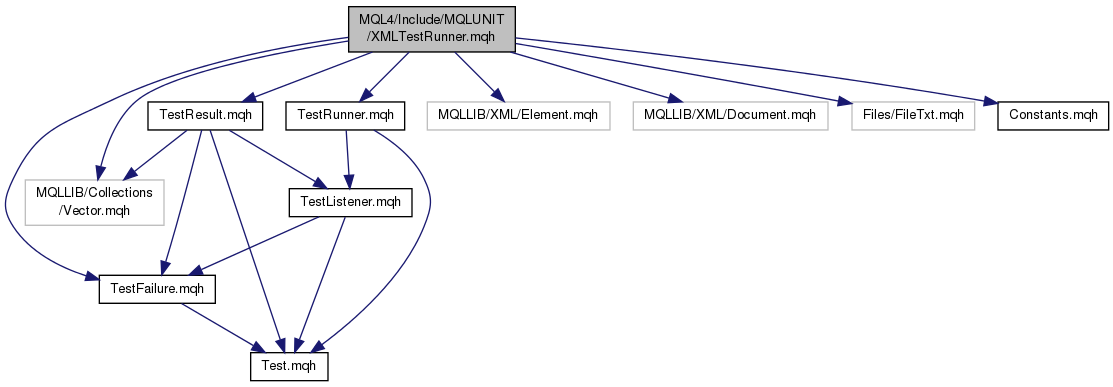 MQL4/Include/MQLUNIT
/XMLTestRunner.mqh
TestResult.mqh
TestRunner.mqh
MQLLIB/XML/Element.mqh
MQLLIB/XML/Document.mqh
Files/FileTxt.mqh
Constants.mqh
MQLLIB/Collections
/Vector.mqh
TestListener.mqh
TestFailure.mqh
Test.mqh